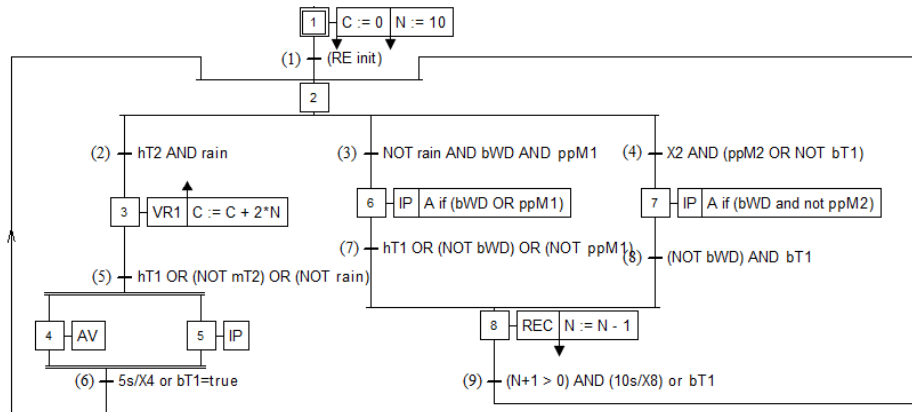 1 C := 0 N := 10
(1) (RE init)
2
(2) hT2 AND rain
(3) NOT rain AND bWD AND ppM1
(4) X2 AND (ppM2 OR NOT bT1)
3 VR1 C := C + 2*N
6 IP A if (bWD OR ppM1)
7 IP A if (bWD and not ppM2)
(7) hT1 OR (NOT bWD) OR (NOT ppM1)
(8) (NOT bWD) AND bT1
(5) hT1 OR (NOT mT2) OR (NOT rain)
4 AV
5 IP
8 REC N := N - 1
(6) 5s/X4 or bT1=true
(9) (N+1 > 0) AND (10s/X8) or bT1